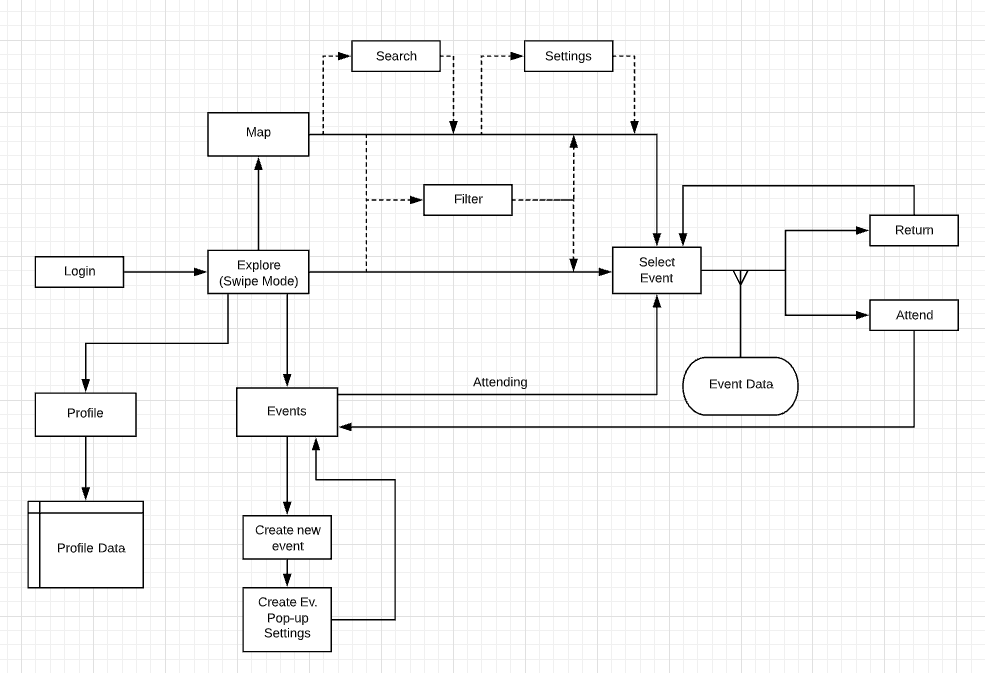 Search
Settings
Map
Filter
Return
Login
Explore
(Swipe Mode)
Select
Event
Attend
Attending
Event Data
Profile
Events
Create new
event
Profile Data
Create Ev.
Pop-up
Settings